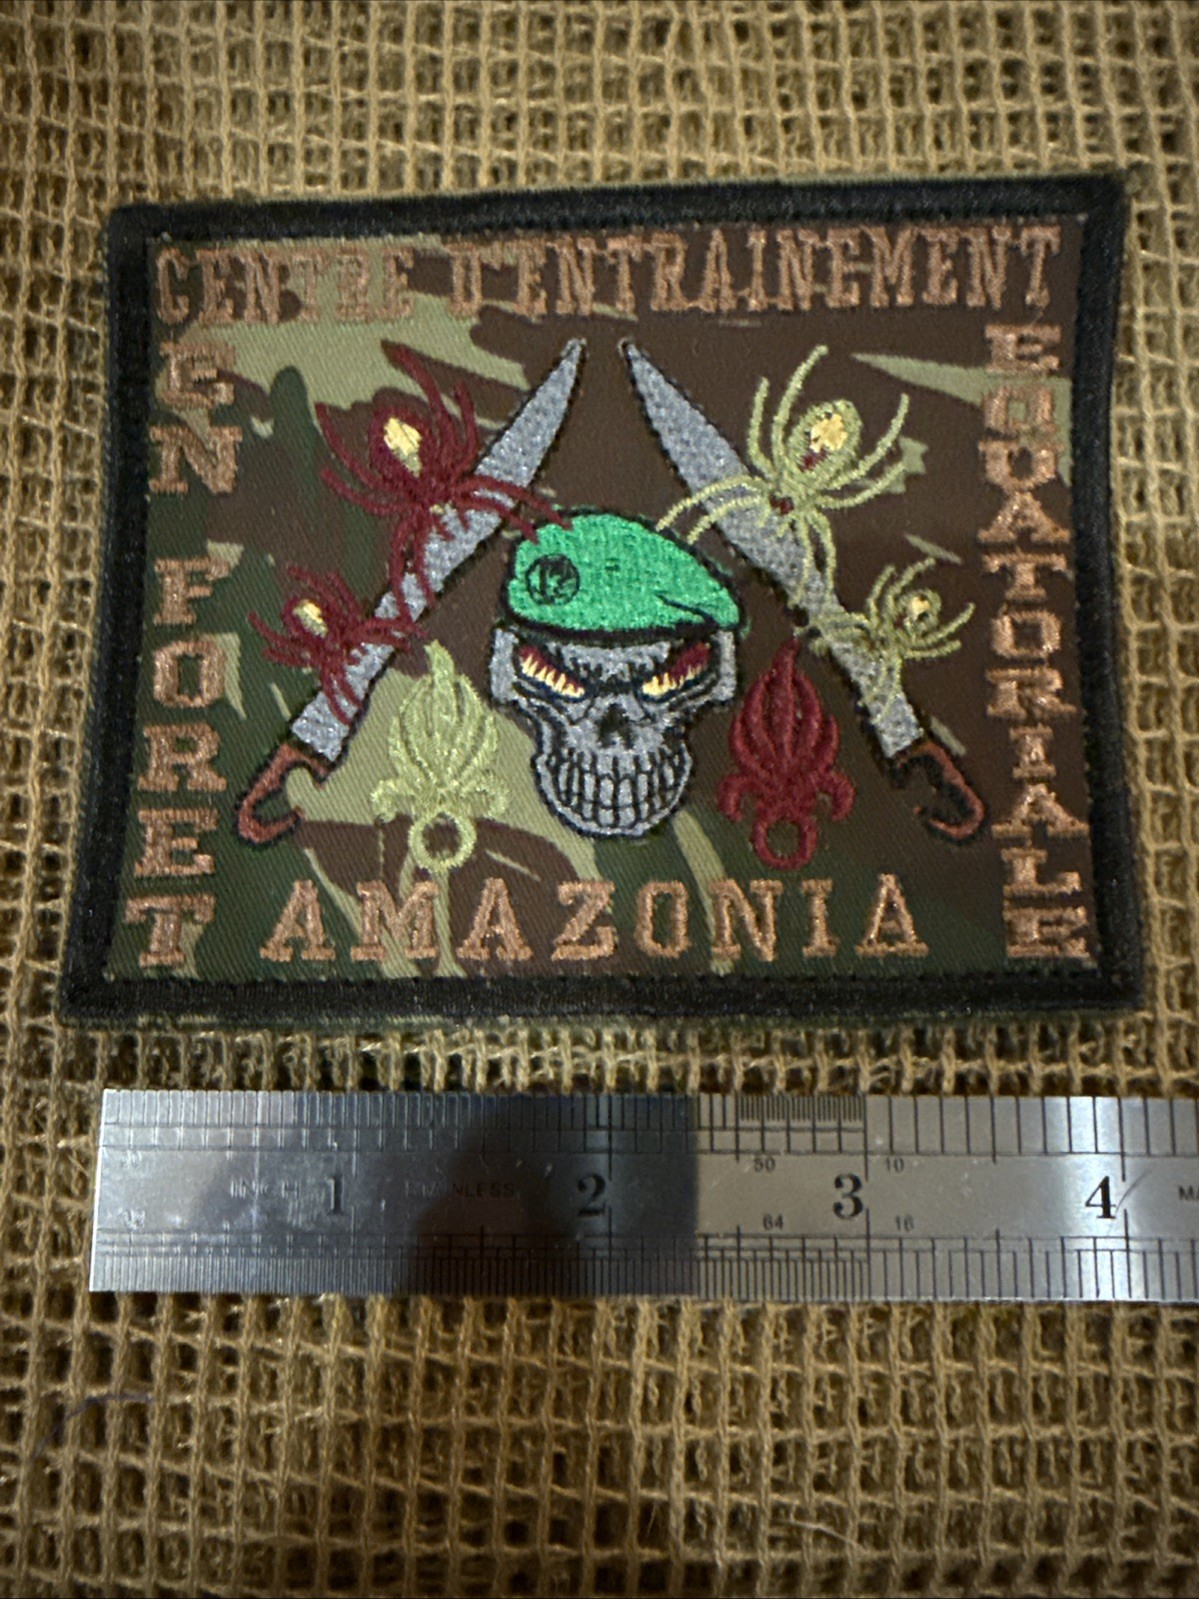 CENTRE D'ENTRAINEMENT
EN FORET
EQUATORIALE
AMAZONIA
INCH 1 STAINLESS 2 3 4
50 10
64 16